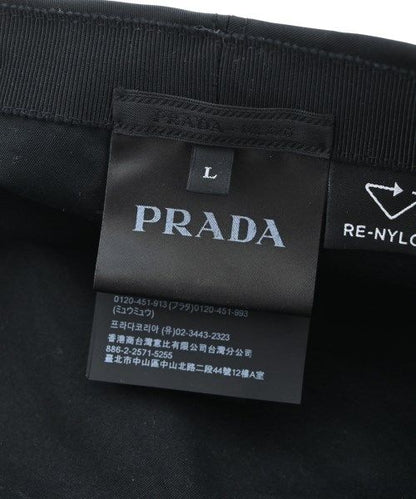 PRADA
L
PRADA
RE-NYLO
0120-451-913 (プラダ) 0120-451-993
(ミュウミュウ)
프라다코리아 (유)02-3443-2323
香港商台灣意比有限公司台灣分公司
886-2-2571-5255
臺北市中山區中山北路二段44號12樓A室